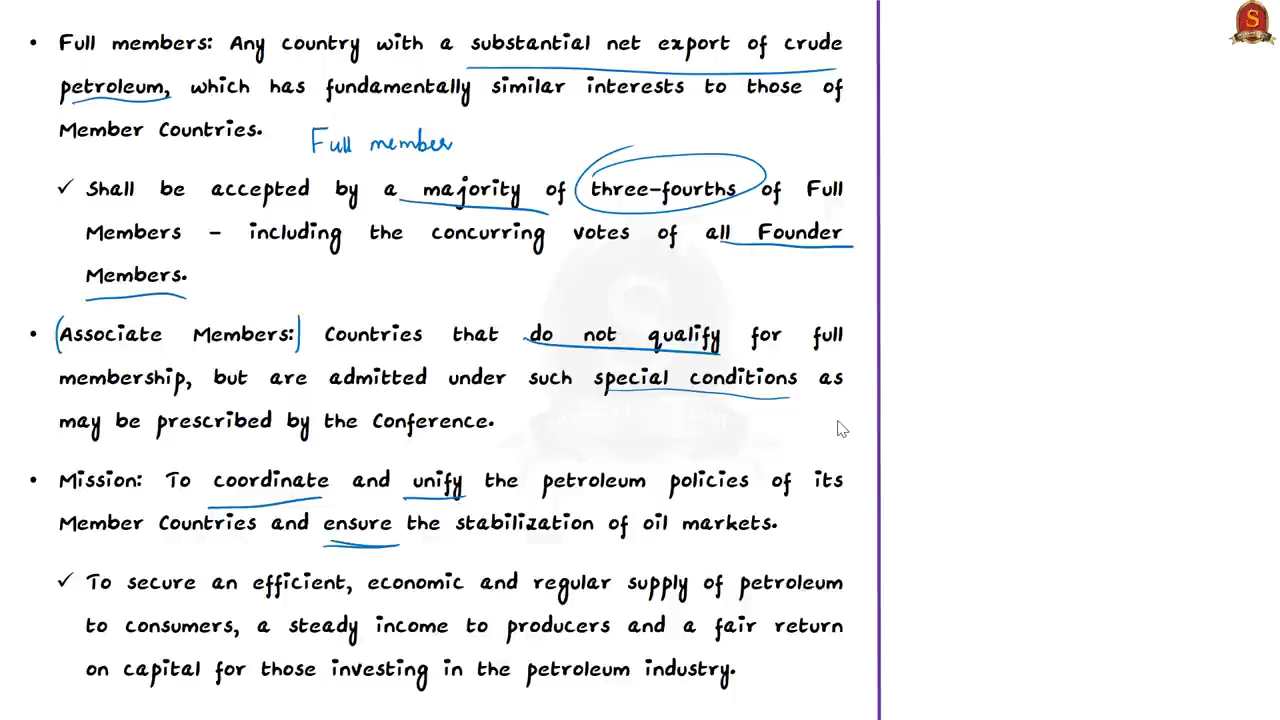 • Full members: Any country with a substantial net export of crude
petroleum, which has fundamentally similar interests to those of
Member Countries.
Full member
✓ Shall be accepted by a majority of three-fourths of Full
Members - including the concurring votes of all Founder
Members.
• (Associate Members:) Countries that do not qualify for full
membership, but are admitted under such special conditions as
may be prescribed by the Conference.
• Mission: To coordinate and unify the petroleum policies of its
Member Countries and ensure the stabilization of oil markets.
✓ To secure an efficient, economic and regular supply of petroleum
to consumers, a steady income to producers and a fair return
on capital for those investing in the petroleum industry.
S